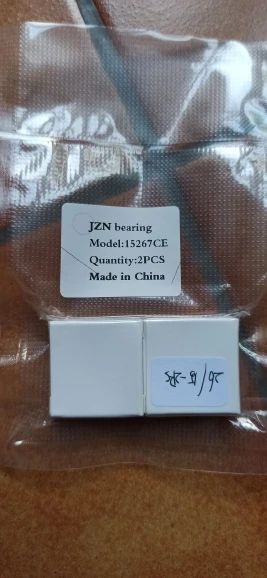 JZN bearing
Model:15267CE
Quantity:2PCS
Made in China